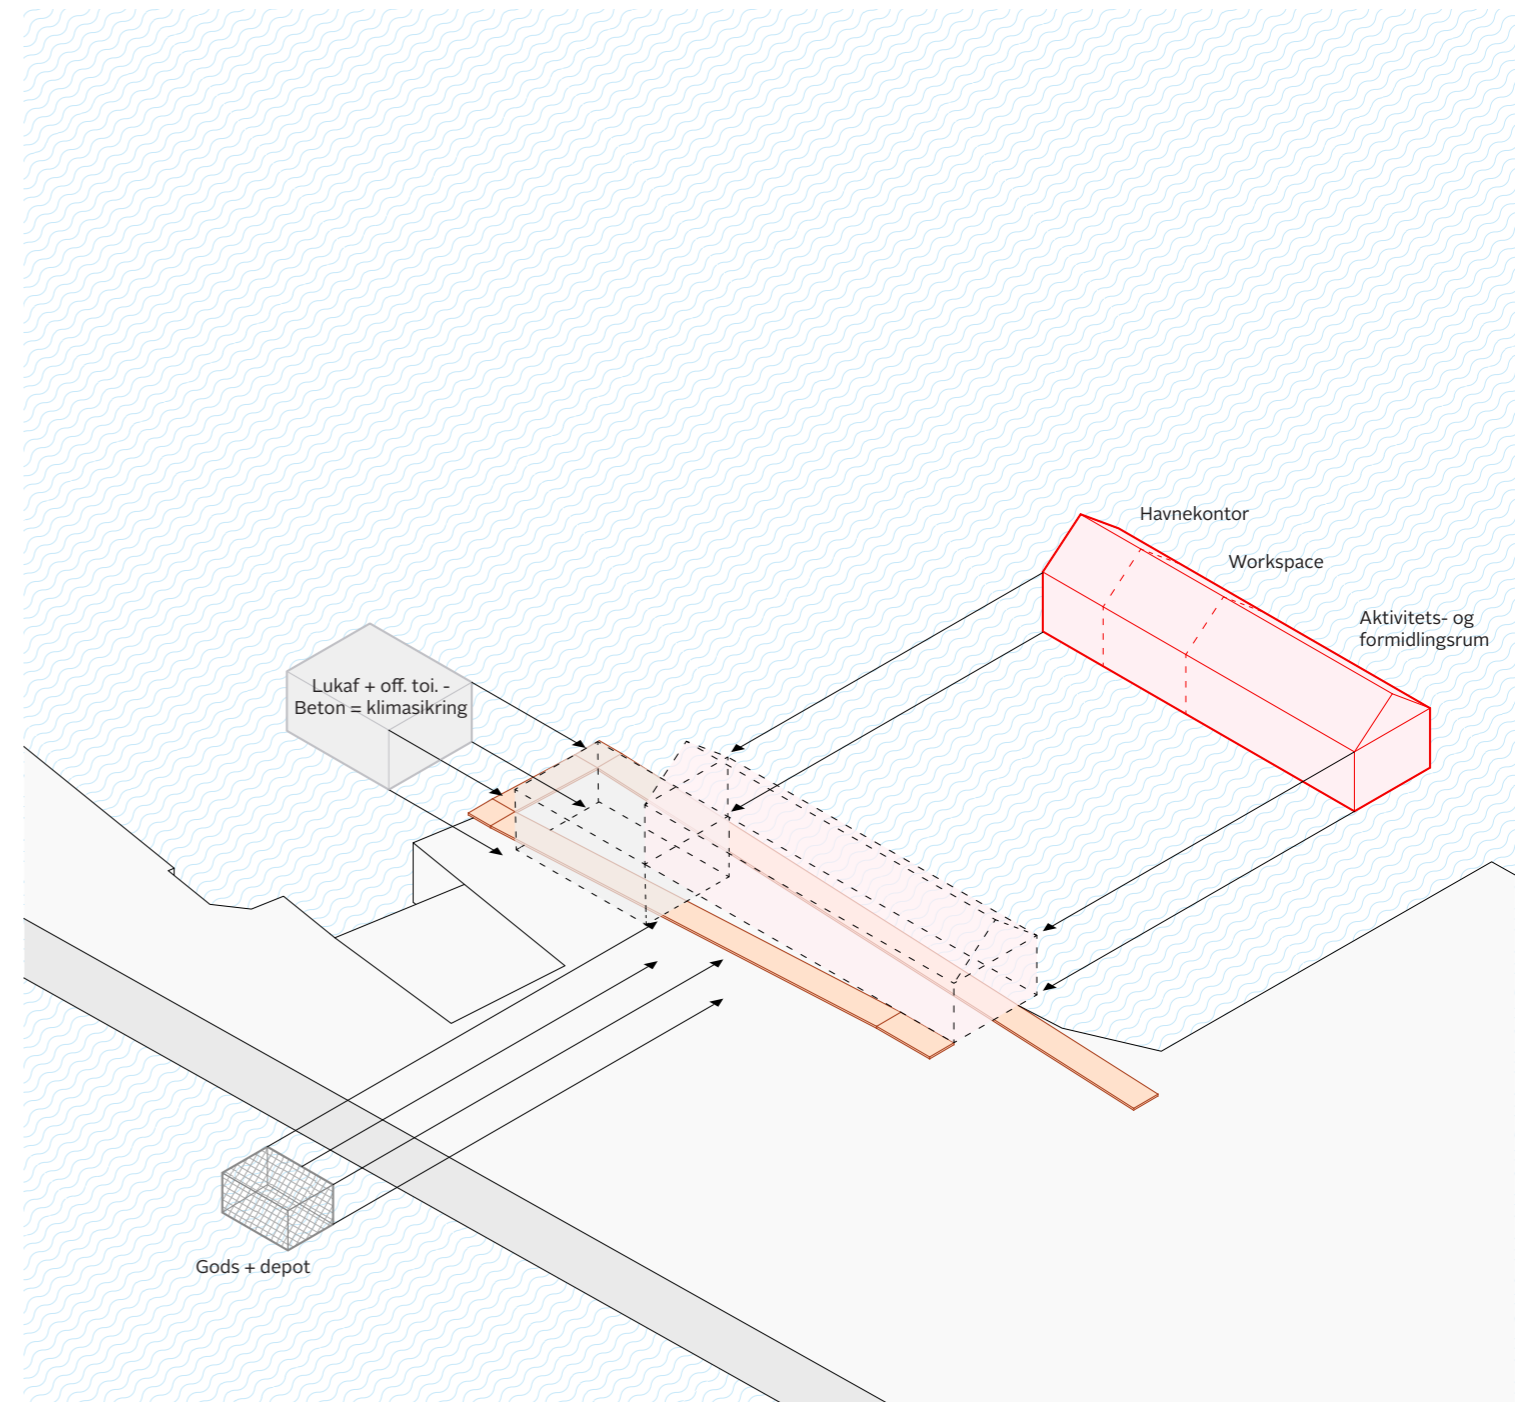 Havnekontor
Workspace
Aktivitets- og
formidlingsrum
Lukaf + off. toi. -
Beton = klimasikring
Gods + depot